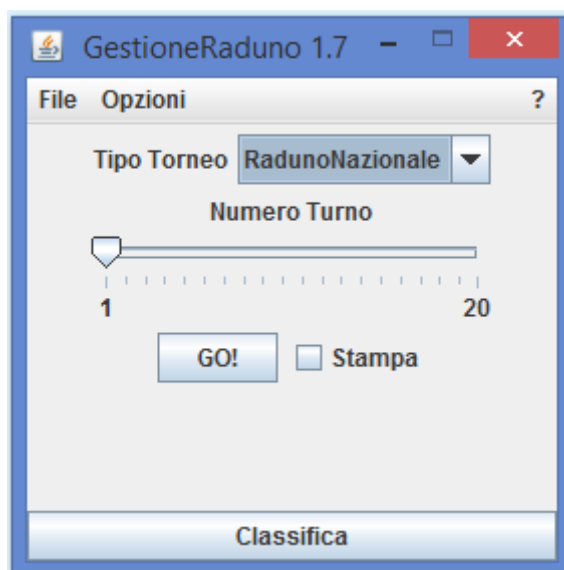 GestioneRaduno 1.7
File Opzioni ?
Tipo Torneo RadunoNazionale
Numero Turno
1 20
GO! Stampa
Classifica